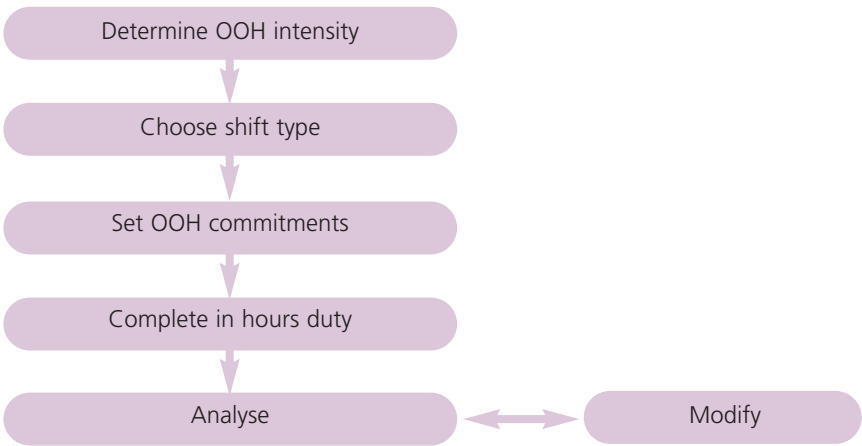 Determine OOH intensity
Choose shift type
Set OOH commitments
Complete in hours duty
Analyse
Modify